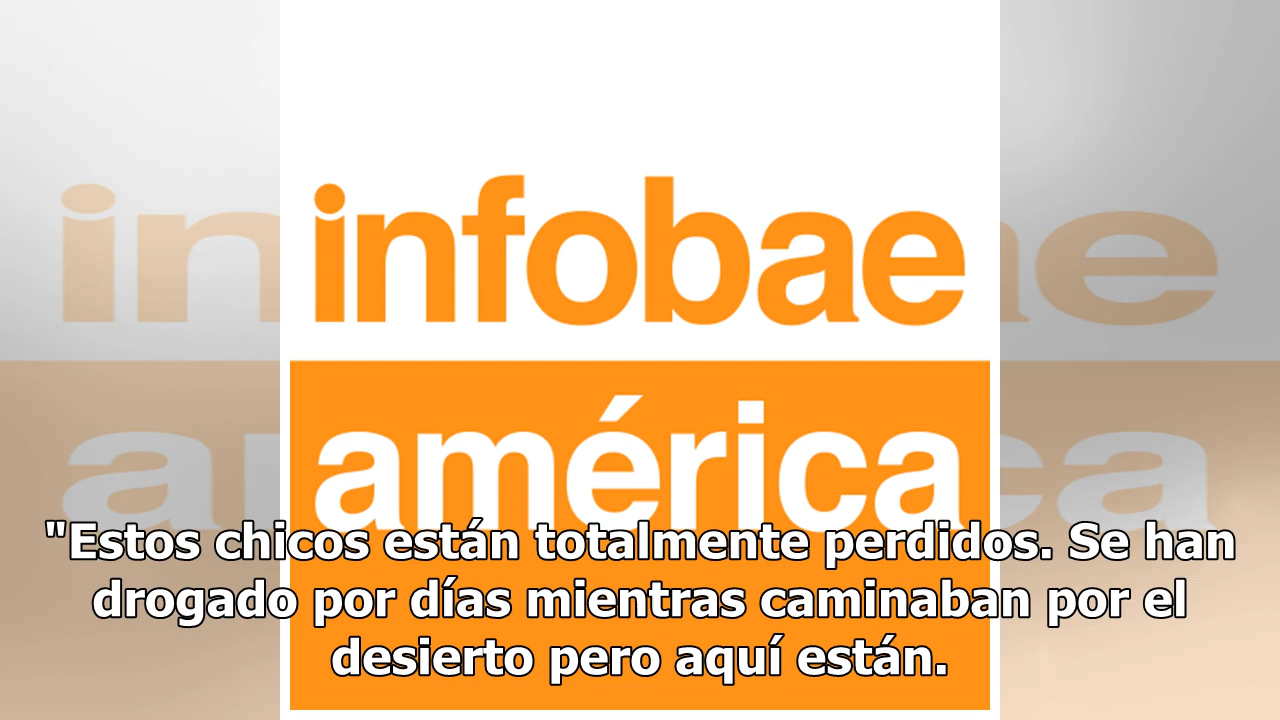 infobae
américa
"Estos chicos están totalmente perdidos. Se han
drogado por días mientras caminaban por el
desierto pero aquí están.